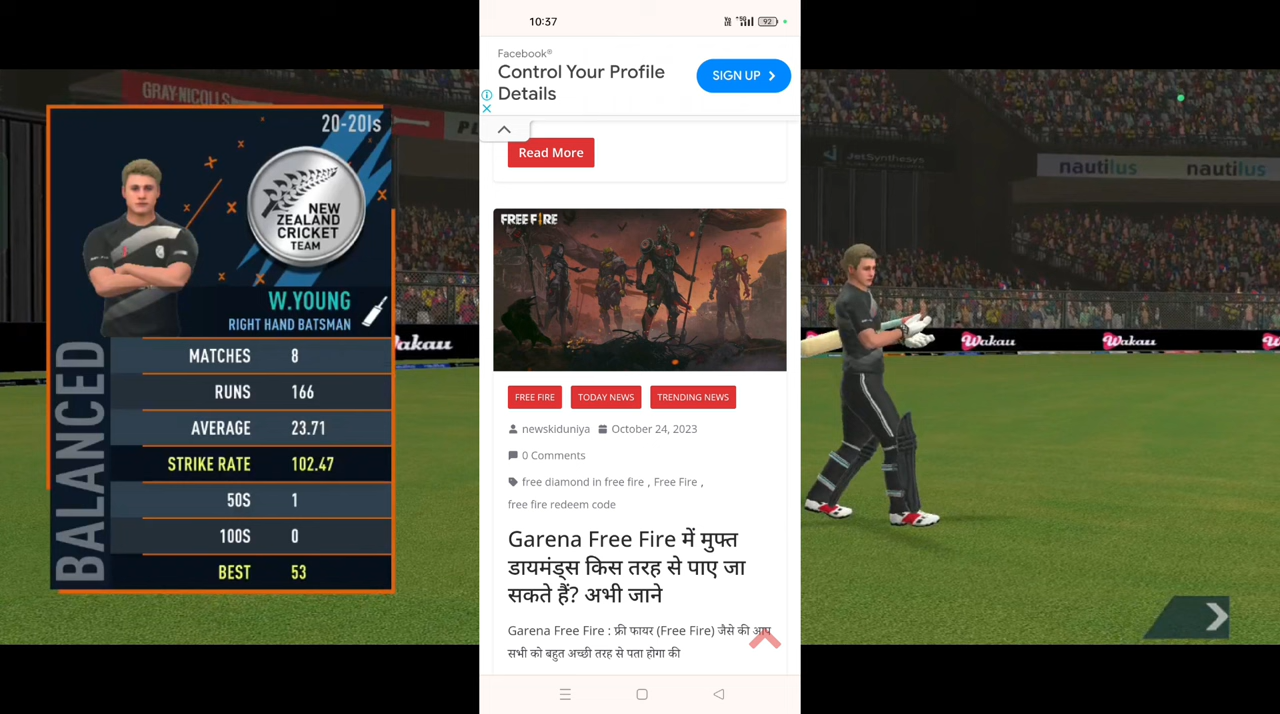 GRAY-NICOLLS
20-20Is
NEW
ZEALAND
CRICKET
TEAM
W.YOUNG
RIGHT HAND BATSMAN
BALANCED
MATCHES 8
RUNS 166
AVERAGE 23.71
STRIKE RATE 102.47
50S 1
100S 0
BEST 53
akau
10:37
92
Facebook®
Control Your Profile
Details
SIGN UP
Read More
FREE FIRE
FREE FIRE TODAY NEWS TRENDING NEWS
newskiduniya October 24, 2023
0 Comments
free diamond in free fire , Free Fire ,
free fire redeem code
Garena Free Fire में मुफ्त
डायमंड्स किस तरह से पाए जा
सकते हैं? अभी जाने
Garena Free Fire : फ्री फायर (Free Fire) जैसे की आप
सभी को बहुत अच्छी तरह से पता होगा की
JetSynthesys
nautilus nautilus
Wakau Wakau